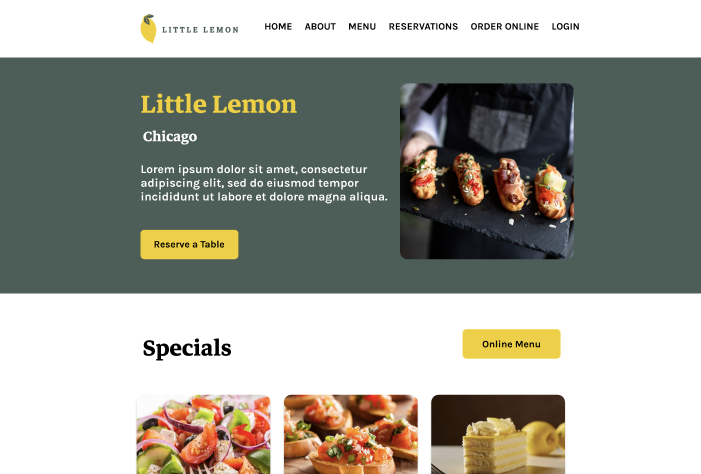 LITTLE LEMON
HOME ABOUT MENU RESERVATIONS ORDER ONLINE LOGIN
Little Lemon
Chicago
Lorem ipsum dolor sit amet, consectetur
adipiscing elit, sed do eiusmod tempor
incididunt ut labore et dolore magna aliqua.
Reserve a Table
Specials
Online Menu